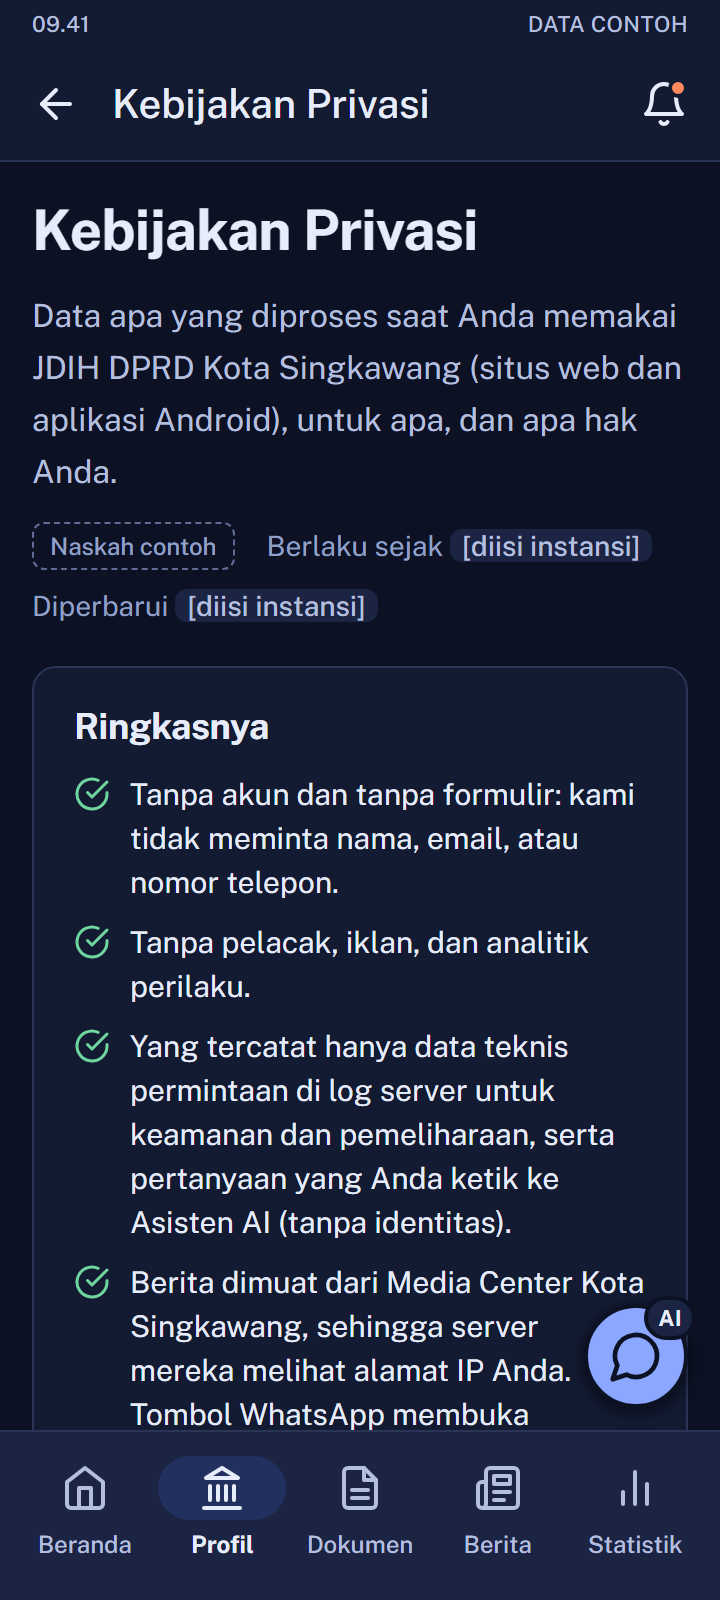 09.41
DATA CONTOH
Kebijakan Privasi
Kebijakan Privasi
Data apa yang diproses saat Anda memakai
JDIH DPRD Kota Singkawang (situs web dan
aplikasi Android), untuk apa, dan apa hak
Anda.
Naskah contoh
Berlaku sejak [diisi instansi]
Diperbarui [diisi instansi]
Ringkasnya
Tanpa akun dan tanpa formulir: kami
tidak meminta nama, email, atau
nomor telepon.
Tanpa pelacak, iklan, dan analitik
perilaku.
Yang tercatat hanya data teknis
permintaan di log server untuk
keamanan dan pemeliharaan, serta
pertanyaan yang Anda ketik ke
Asisten AI (tanpa identitas).
Berita dimuat dari Media Center Kota
Singkawang, sehingga server
mereka melihat alamat IP Anda.
Tombol WhatsApp membuka
AI
Beranda
Profil
Dokumen
Berita
Statistik